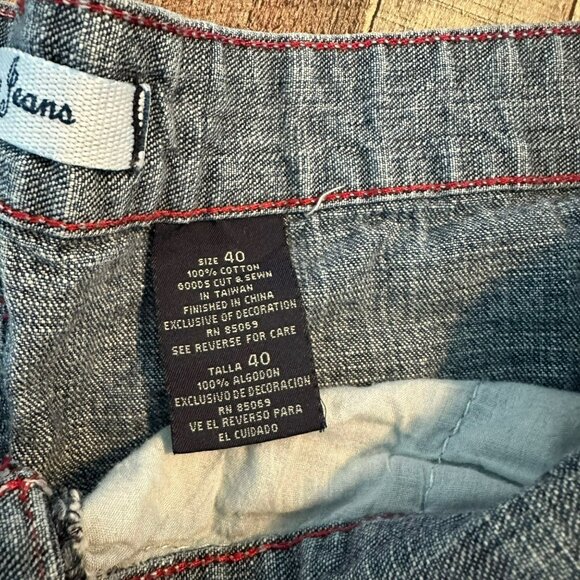 Jeans
SIZE 40
100% COTTON
GOODS CUT & SEWN
IN TAIWAN
FINISHED IN CHINA
EXCLUSIVE OF DECORATION
RN 85069
SEE REVERSE FOR CARE
TALLA 40
100% ALGODON
EXCLUSIVO DE DECORACION
RN 85069
VE EL REVERSO PARA
EL CUIDADO